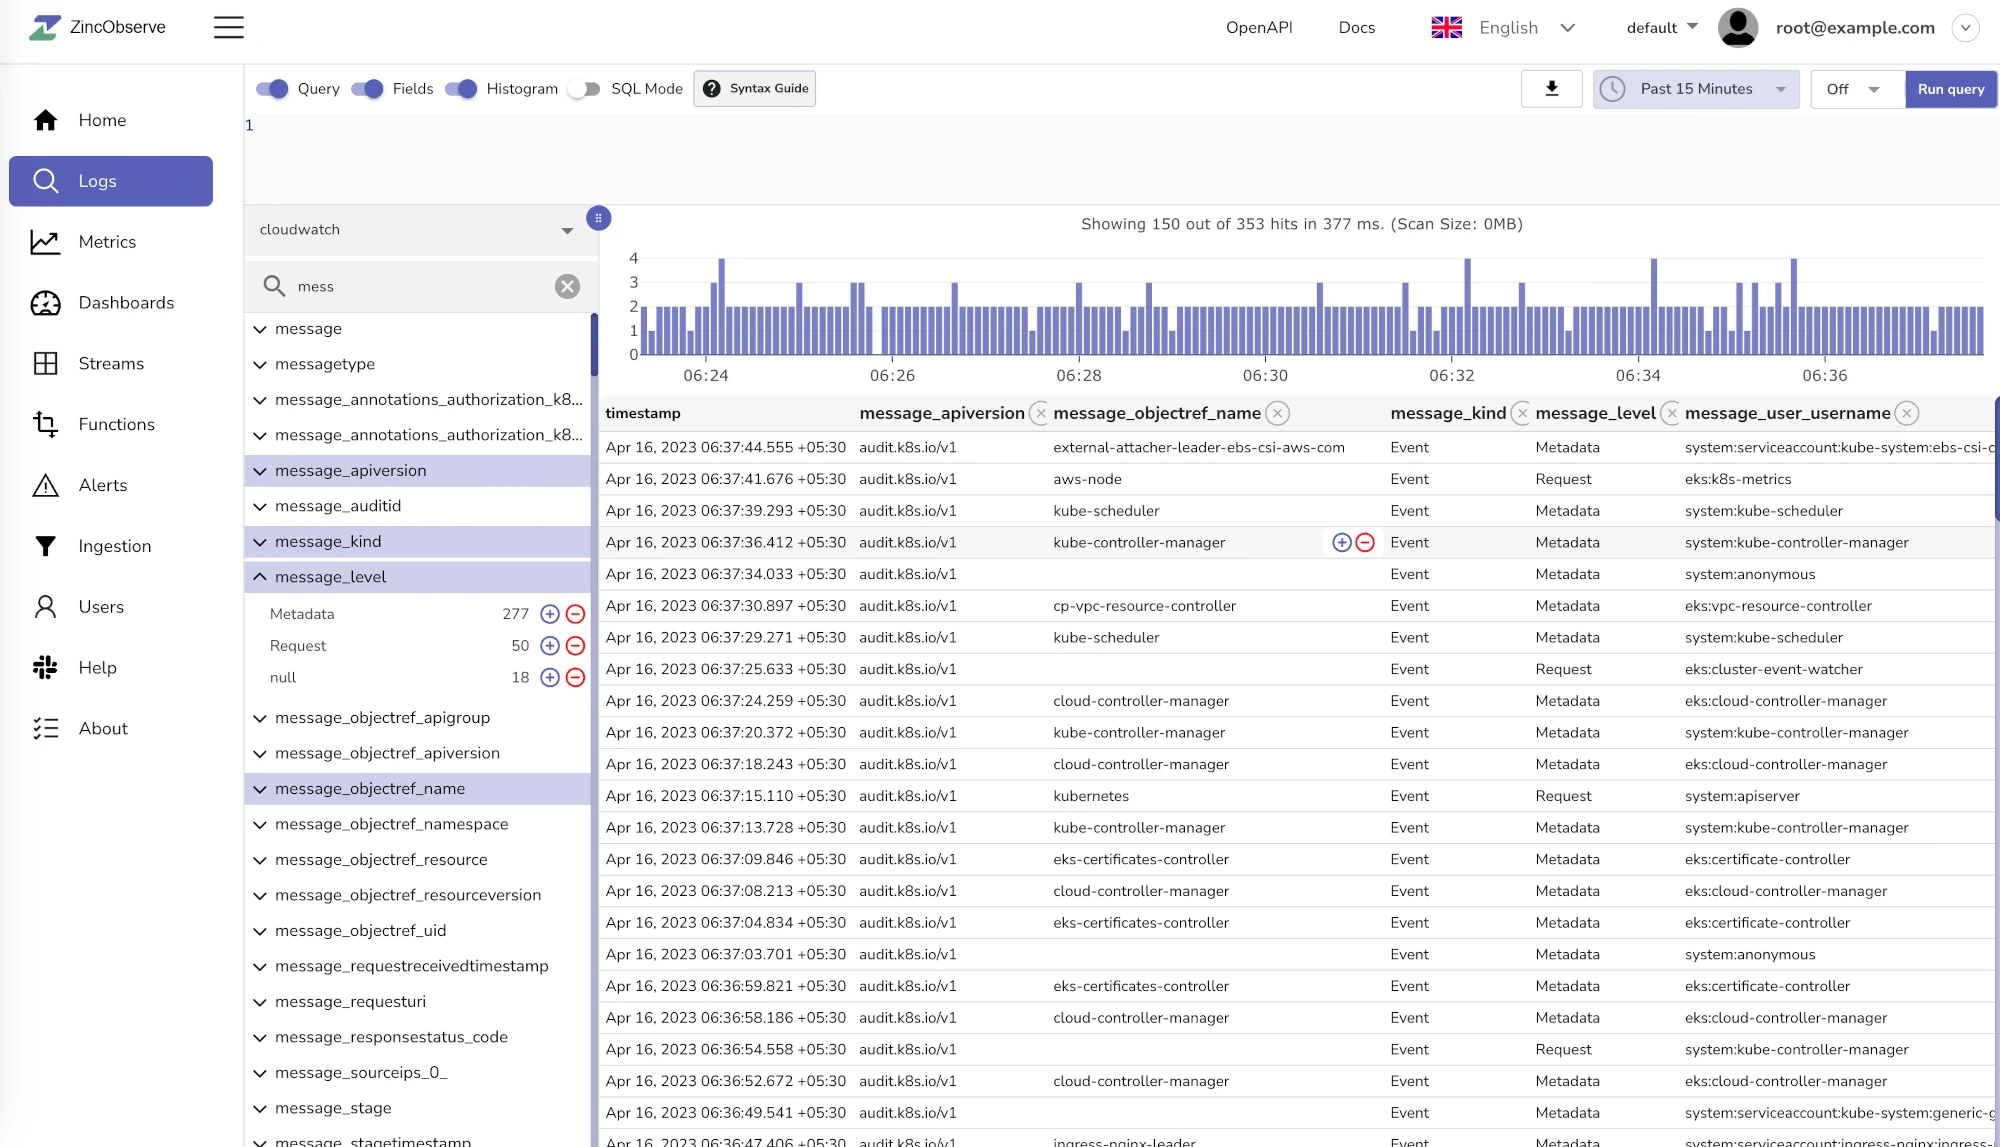 ZincObserve
OpenAPI
Docs
English
default
root@example.com
Home
Logs
Metrics
Dashboards
Streams
Functions
Alerts
Ingestion
Users
Help
About
Query
Fields
Histogram
SQL Mode
Syntax Guide
Past 15 Minutes
Off
Run query
1
cloudwatch
mess
message
messagetype
message_annotations_authorization_k8...
message_annotations_authorization_k8...
message_apiversion
message_auditid
message_kind
message_level
Metadata 277
Request 50
null 18
message_objectref_apigroup
message_objectref_apiversion
message_objectref_name
message_objectref_namespace
message_objectref_resource
message_objectref_resourceversion
message_objectref_uid
message_requestreceivedtimestamp
message_requesturi
message_responsestatus_code
message_sourceips_0_
message_stage
message_stagetimestamp
Showing 150 out of 353 hits in 377 ms. (Scan Size: 0MB)
4
3
2
1
0
06:24 06:26 06:28 06:30 06:32 06:34 06:36
timestamp message_apiversion message_objectref_name message_kind message_level message_user_username
Apr 16, 2023 06:37:44.555 +05:30 audit.k8s.io/v1 external-attacher-leader-ebs-csi-aws-com Event Metadata system:serviceaccount:kube-system:ebs-csi-c
Apr 16, 2023 06:37:41.676 +05:30 audit.k8s.io/v1 aws-node Event Request eks:k8s-metrics
Apr 16, 2023 06:37:39.293 +05:30 audit.k8s.io/v1 kube-scheduler Event Metadata system:kube-scheduler
Apr 16, 2023 06:37:36.412 +05:30 audit.k8s.io/v1 kube-controller-manager Event Metadata system:kube-controller-manager
Apr 16, 2023 06:37:34.033 +05:30 audit.k8s.io/v1 Event Metadata system:anonymous
Apr 16, 2023 06:37:30.897 +05:30 audit.k8s.io/v1 cp-vpc-resource-controller Event Metadata eks:vpc-resource-controller
Apr 16, 2023 06:37:29.271 +05:30 audit.k8s.io/v1 kube-scheduler Event Metadata system:kube-scheduler
Apr 16, 2023 06:37:25.633 +05:30 audit.k8s.io/v1 Event Request eks:cluster-event-watcher
Apr 16, 2023 06:37:24.259 +05:30 audit.k8s.io/v1 cloud-controller-manager Event Metadata eks:cloud-controller-manager
Apr 16, 2023 06:37:20.372 +05:30 audit.k8s.io/v1 kube-controller-manager Event Metadata system:kube-controller-manager
Apr 16, 2023 06:37:18.243 +05:30 audit.k8s.io/v1 cloud-controller-manager Event Metadata eks:cloud-controller-manager
Apr 16, 2023 06:37:15.110 +05:30 audit.k8s.io/v1 kubernetes Event Request system:apiserver
Apr 16, 2023 06:37:13.728 +05:30 audit.k8s.io/v1 kube-controller-manager Event Metadata system:kube-controller-manager
Apr 16, 2023 06:37:09.846 +05:30 audit.k8s.io/v1 eks-certificates-controller Event Metadata eks:certificate-controller
Apr 16, 2023 06:37:08.213 +05:30 audit.k8s.io/v1 cloud-controller-manager Event Metadata eks:cloud-controller-manager
Apr 16, 2023 06:37:04.834 +05:30 audit.k8s.io/v1 eks-certificates-controller Event Metadata eks:certificate-controller
Apr 16, 2023 06:37:03.701 +05:30 audit.k8s.io/v1 Event Metadata system:anonymous
Apr 16, 2023 06:36:59.821 +05:30 audit.k8s.io/v1 eks-certificates-controller Event Metadata eks:certificate-controller
Apr 16, 2023 06:36:58.186 +05:30 audit.k8s.io/v1 cloud-controller-manager Event Metadata eks:cloud-controller-manager
Apr 16, 2023 06:36:54.558 +05:30 audit.k8s.io/v1 Event Request system:kube-controller-manager
Apr 16, 2023 06:36:52.672 +05:30 audit.k8s.io/v1 cloud-controller-manager Event Metadata eks:cloud-controller-manager
Apr 16, 2023 06:36:49.541 +05:30 audit.k8s.io/v1 Event Metadata system:serviceaccount:kube-system:generic-g
Apr 16, 2023 06:36:47.406 +05:30 audit.k8s.io/v1 ingress-nginx-leader Event Metadata system:serviceaccount:ingress-nginx:ingress-